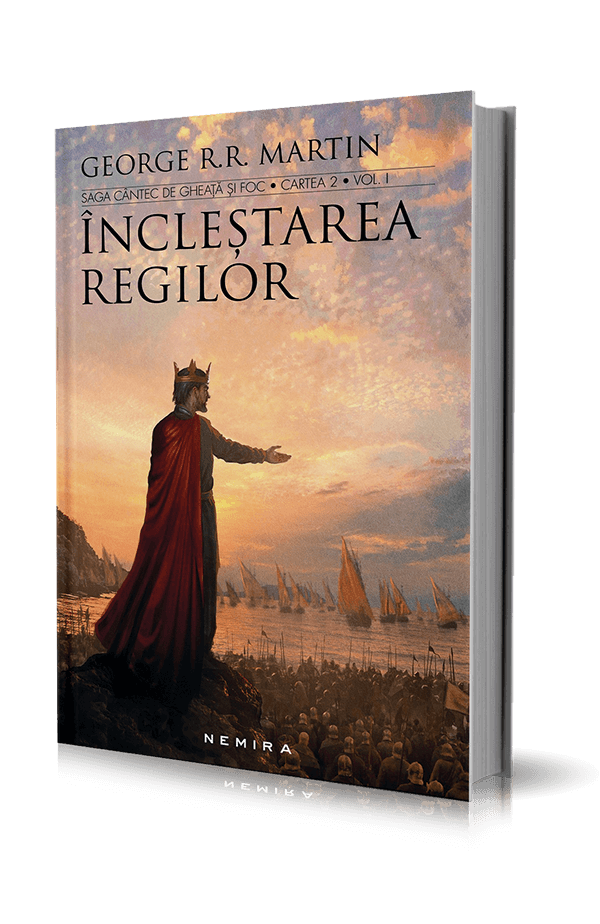 GEORGE R.R. MARTIN
SAGA CÂNTEC DE GHEAȚĂ ȘI FOC • CARTEA 2 • VOL. I
ÎNCLEȘTAREA
REGILOR
NEMIRA